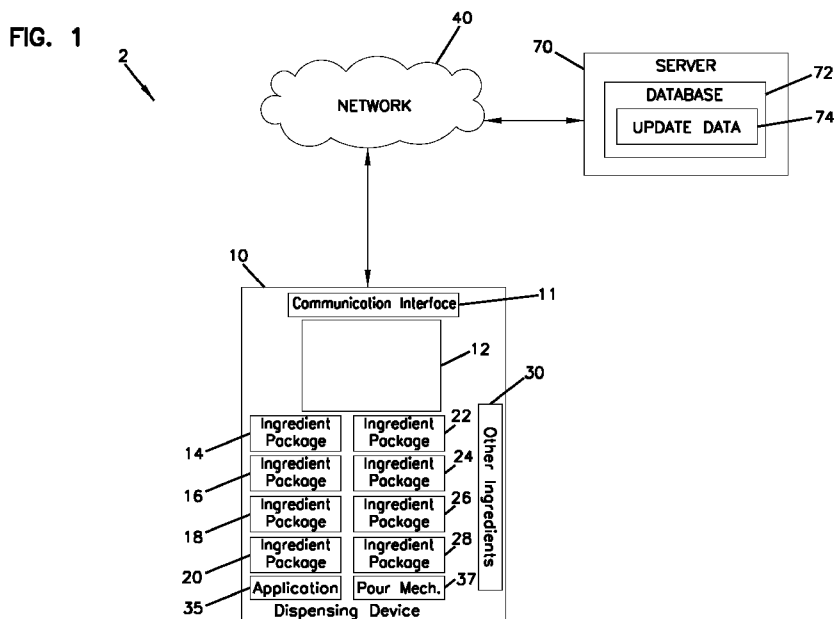 FIG. 1
2
40
NETWORK
70
SERVER
72
DATABASE
74
UPDATE DATA
10
Communication Interface
11
12
30
Other Ingredients
14
Ingredient
Package
22
Ingredient
Package
16
Ingredient
Package
24
Ingredient
Package
18
Ingredient
Package
26
Ingredient
Package
20
Ingredient
Package
28
Ingredient
Package
35
Application
Pour Mech.
37
Dispensing Device